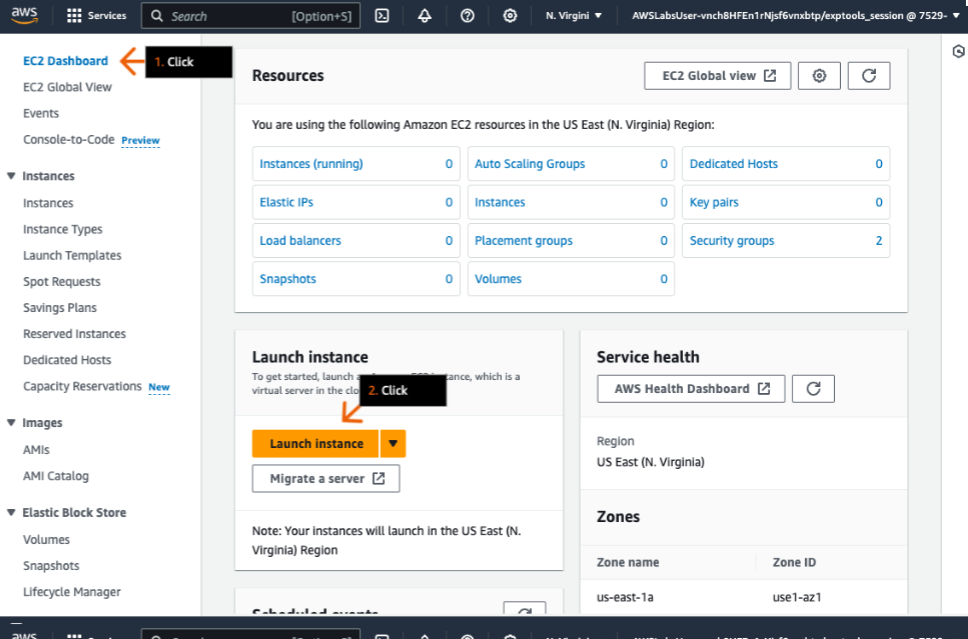 aws Services Search [Option+S] N. Virgini AWSLabsUser-vnch8HFEn1rNjsf6vnxbtp/exptools_session @ 7529-
EC2 Dashboard
1. Click
EC2 Global View
Events
Console-to-Code Preview
Instances
Instances
Instance Types
Launch Templates
Spot Requests
Savings Plans
Reserved Instances
Dedicated Hosts
Capacity Reservations New
Images
AMIs
AMI Catalog
Elastic Block Store
Volumes
Snapshots
Lifecycle Manager
Resources
EC2 Global view
You are using the following Amazon EC2 resources in the US East (N. Virginia) Region:
Instances (running) 0
Auto Scaling Groups 0
Dedicated Hosts 0
Elastic IPs 0
Instances 0
Key pairs 0
Load balancers 0
Placement groups 0
Security groups 2
Snapshots 0
Volumes 0
Launch instance
To get started, launch a tance, which is a
virtual server in the clo
2. Click
Launch instance
Migrate a server
Note: Your instances will launch in the US East (N.
Virginia) Region
Scheduled events
Service health
AWS Health Dashboard
Region
US East (N. Virginia)
Zones
Zone name Zone ID
us-east-1a use1-az1
aws